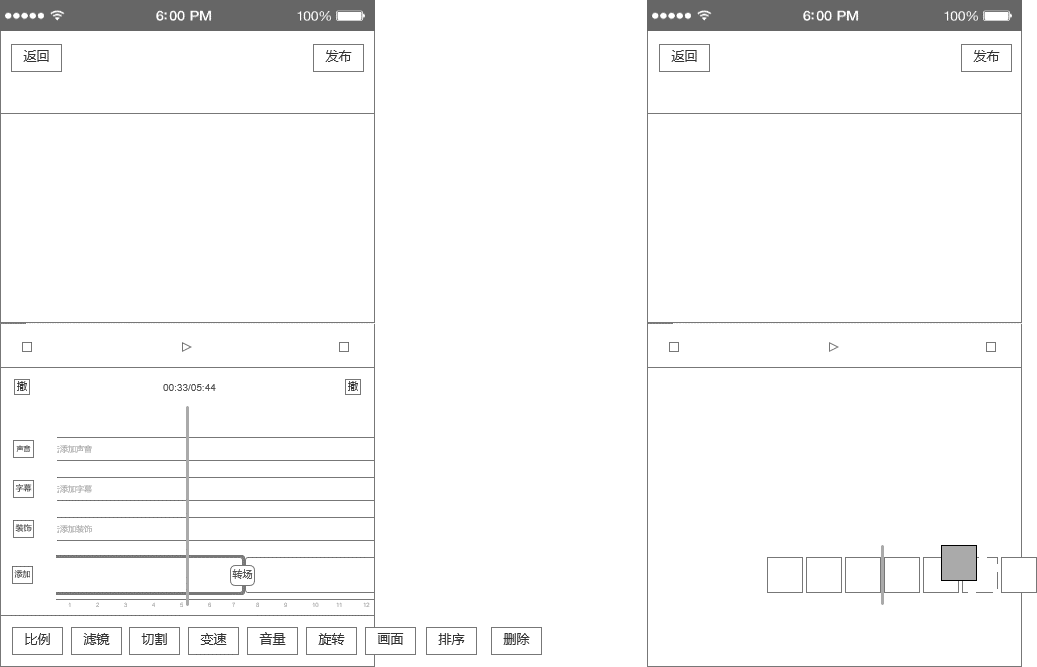 6:00 PM 100%
返回 发布
撤 00:33/05:44 撤
声音 添加声音
字幕 添加字幕
装饰 添加装饰
添加 转场
1 2 3 4 5 6 7 8 9 10 11 12
比例 滤镜 切割 变速 音量 旋转 画面 排序 删除
6:00 PM 100%
返回 发布